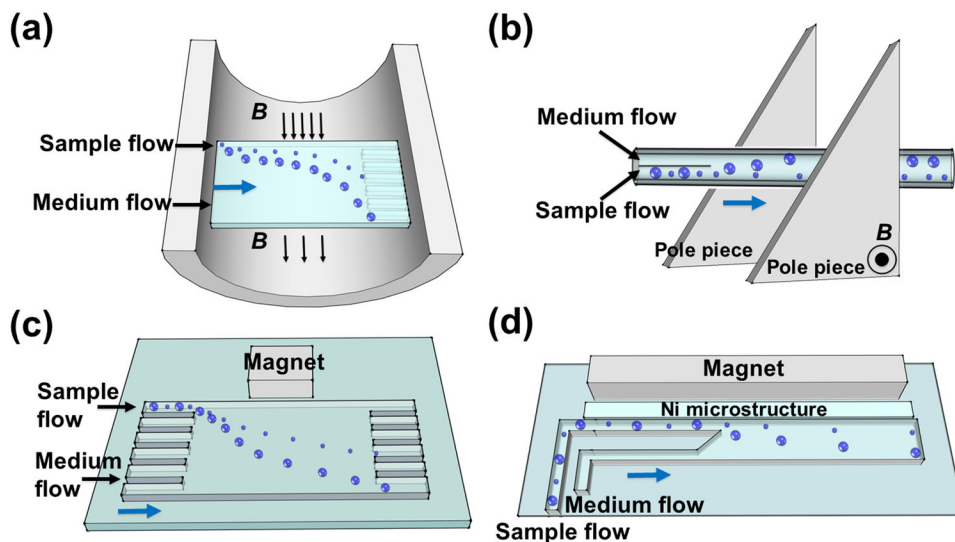 (a)
B
Sample flow
Medium flow
B
(b)
Medium flow
Sample flow
Pole piece
Pole piece
B
(c)
Magnet
Sample
flow
Medium
flow
(d)
Magnet
Ni microstructure
Medium flow
Sample flow